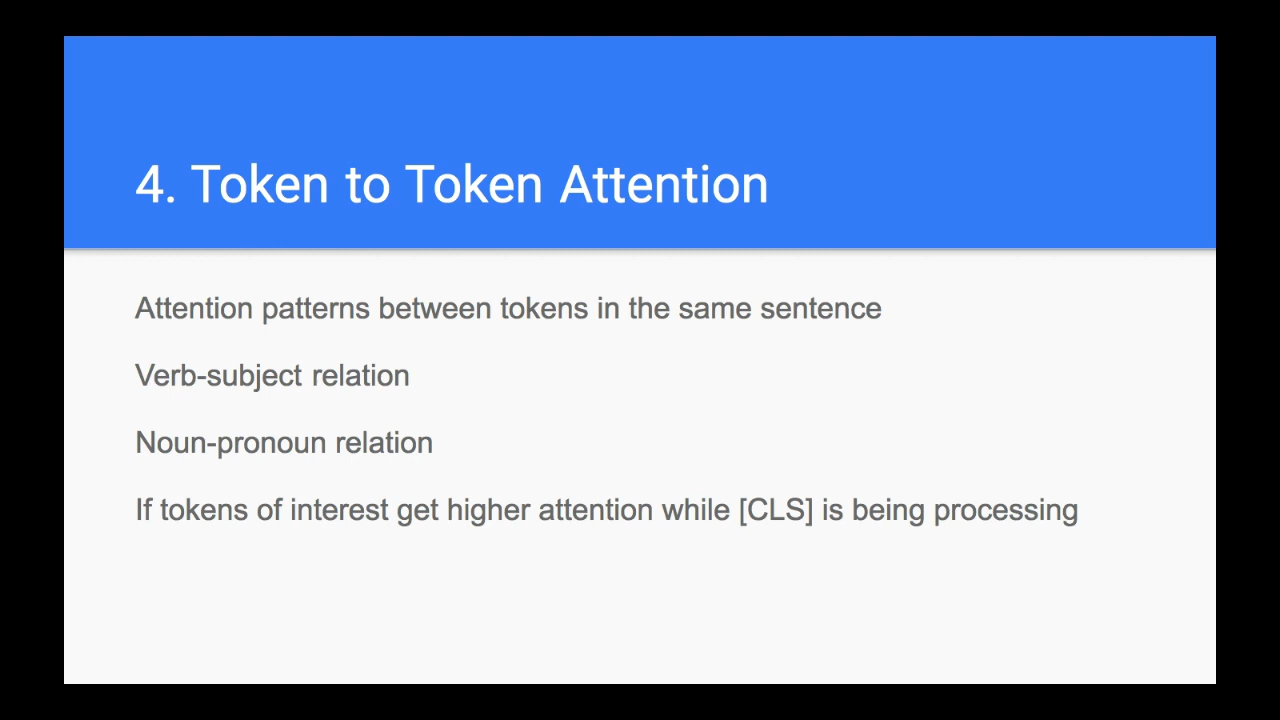 4. Token to Token Attention
Attention patterns between tokens in the same sentence
Verb-subject relation
Noun-pronoun relation
If tokens of interest get higher attention while [CLS] is being processing